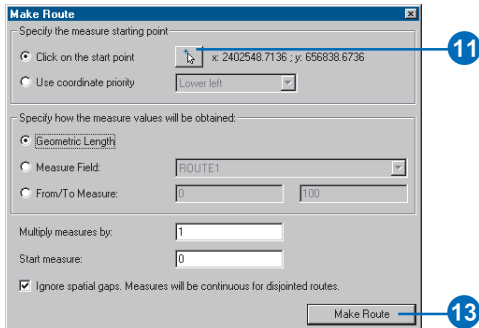 Make Route
Specify the measure starting point
Click on the start point x: 2402548.7136 ; y: 656838.6736
11
Use coordinate priority Lower left
Specify how the measure values will be obtained:
Geometric Length
Measure Field: ROUTE1
From/To Measure: 0 100
Multiply measures by: 1
Start measure: 0
Ignore spatial gaps. Measures will be continuous for disjointed routes.
Make Route
13